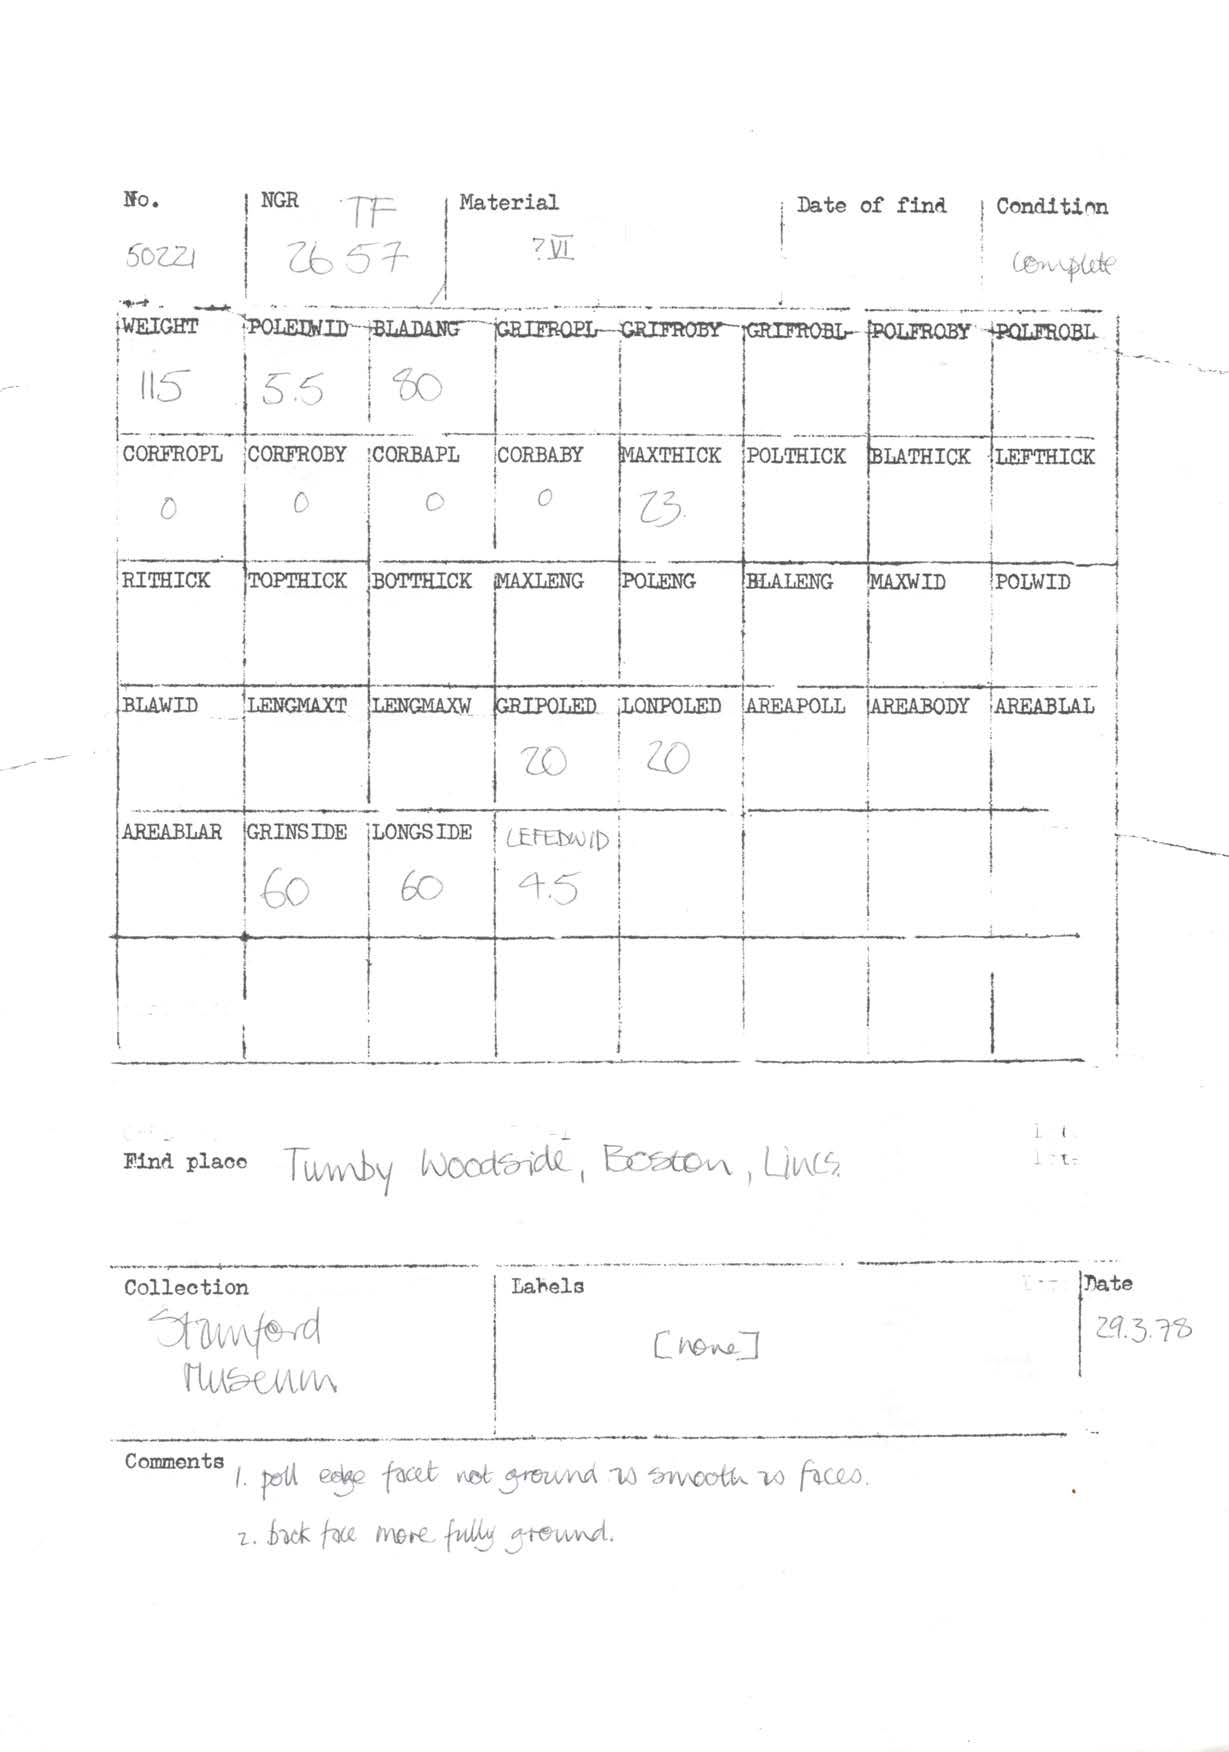 No. NGR TF Material Date of find Condition
50221 26 57 ? VI complete
WEIGHT POLEDWID BLADANG GRIFROPL GRIFROBY GRIFROBL POLFROBY POLFROBL
115 5.5 80
CORFROPL CORFROBY CORBAPL CORBABY MAXTHICK POLTHICK BLATHICK LEFTHICK
0 0 0 0 23
RITHICK TOPTHICK BOTTHICK MAXLENG POLENG BLALENG MAXWID POLWID
BLAWID LENGMAXT LENGMAXW GRIPOLED LONPOLED AREAPOLL AREABODY AREABLAL
20 20
AREABLAR GRINSIDE LONGSIDE LEFEDWID
60 60 4.5
Find place Tumby Woodside, Boston, Lincs.
Collection Labels Date
Stamford [none] 29.3.78
Museum
Comments 1. poll edge facet not ground as smooth as faces.
2. back face more fully ground.